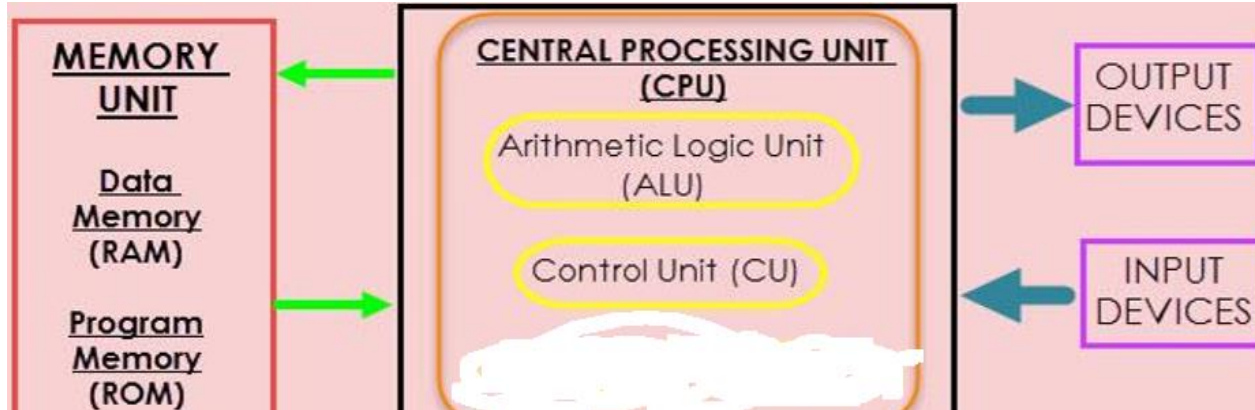 MEMORY
UNIT
Data
Memory
(RAM)
Program
Memory
(ROM)
CENTRAL PROCESSING UNIT
(CPU)
Arithmetic Logic Unit
(ALU)
Control Unit (CU)
OUTPUT
DEVICES
INPUT
DEVICES